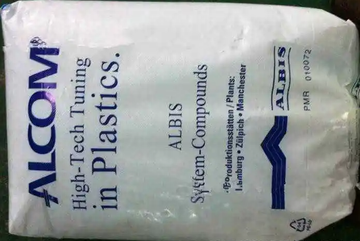 ALCOM®
High-Tech Tuning
in Plastics.
ALBIS
System-Compounds
Produktionsstätten / Plants:
Hamburg • Zülpich • Manchester
ALBIS
PMR 010072